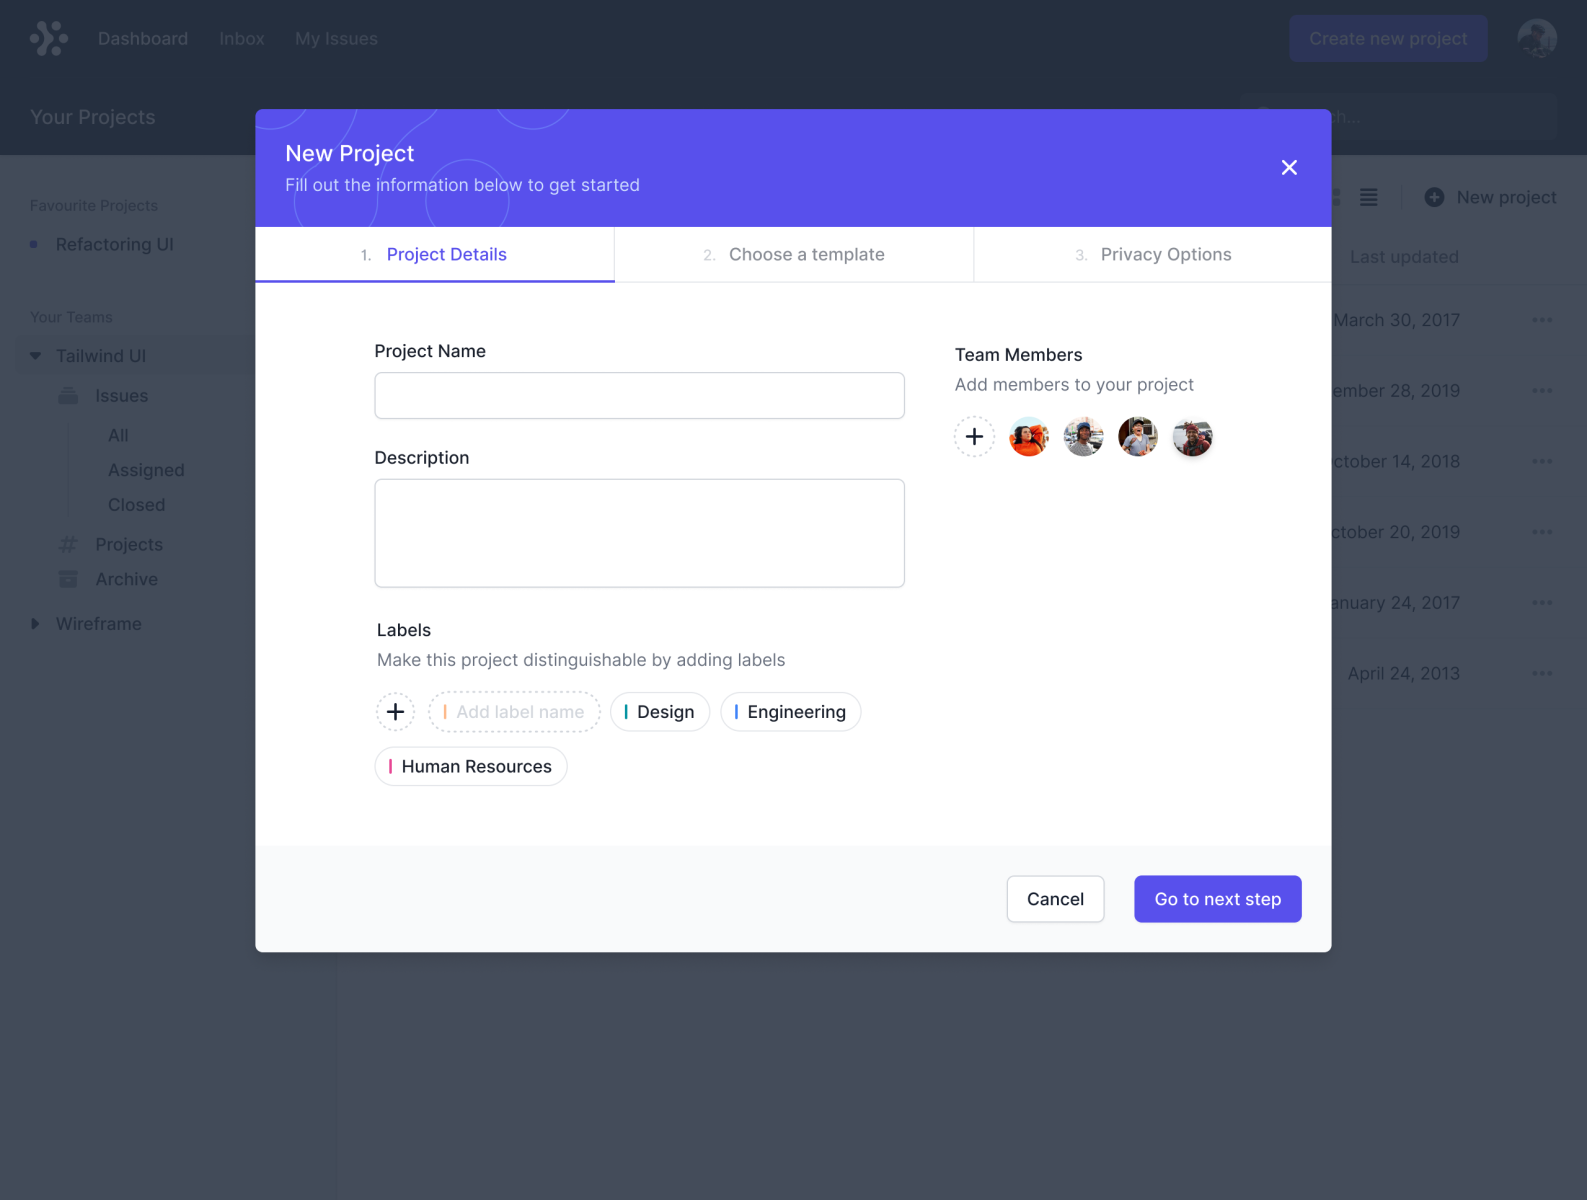 Dashboard Inbox My Issues Create new project
Your Projects
New Project
Fill out the information below to get started
1. Project Details 2. Choose a template 3. Privacy Options
Favourite Projects
Refactoring UI
Your Teams
Tailwind UI
Issues
All
Assigned
Closed
Projects
Archive
Wireframe
Project Name
Description
Labels
Make this project distinguishable by adding labels
Add label name Design Engineering
Human Resources
Team Members
Add members to your project
Cancel Go to next step
New project
Last updated
March 30, 2017
28, 2019
14, 2018
20, 2019
24, 2017
April 24, 2013